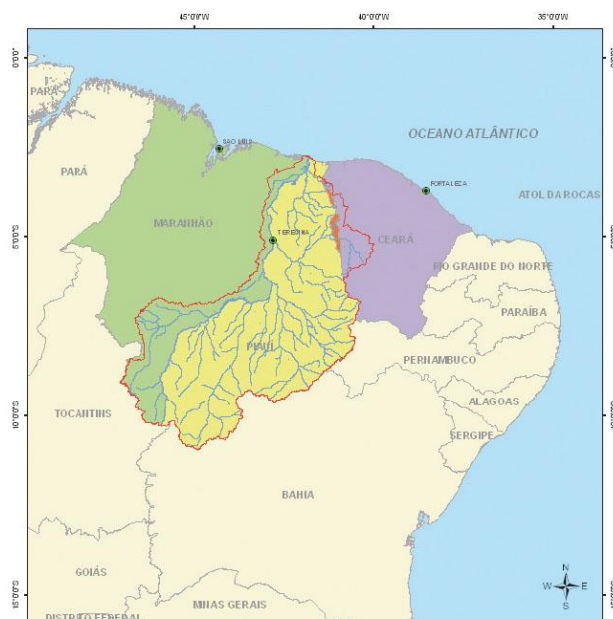 45°0'0"W 40°0'0"W 35°0'0"W
PARÁ
OCEANO ATLÂNTICO
SAO LUÍS
PARÁ
FORTALEZA
ATOL DA ROCAS
MARANHÃO
TERESINA
CEARÁ
RIO GRANDE DO NORTE
PARAÍBA
PIAUÍ
PERNAMBUCO
ALAGOAS
TOCANTINS
SERGIPE
BAHIA
GOIÁS
N
W E
S
MINAS GERAIS
DISTRITO FEDERAL
0°0'0"
5°0'0"S
10°0'0"S
15°0'0"S